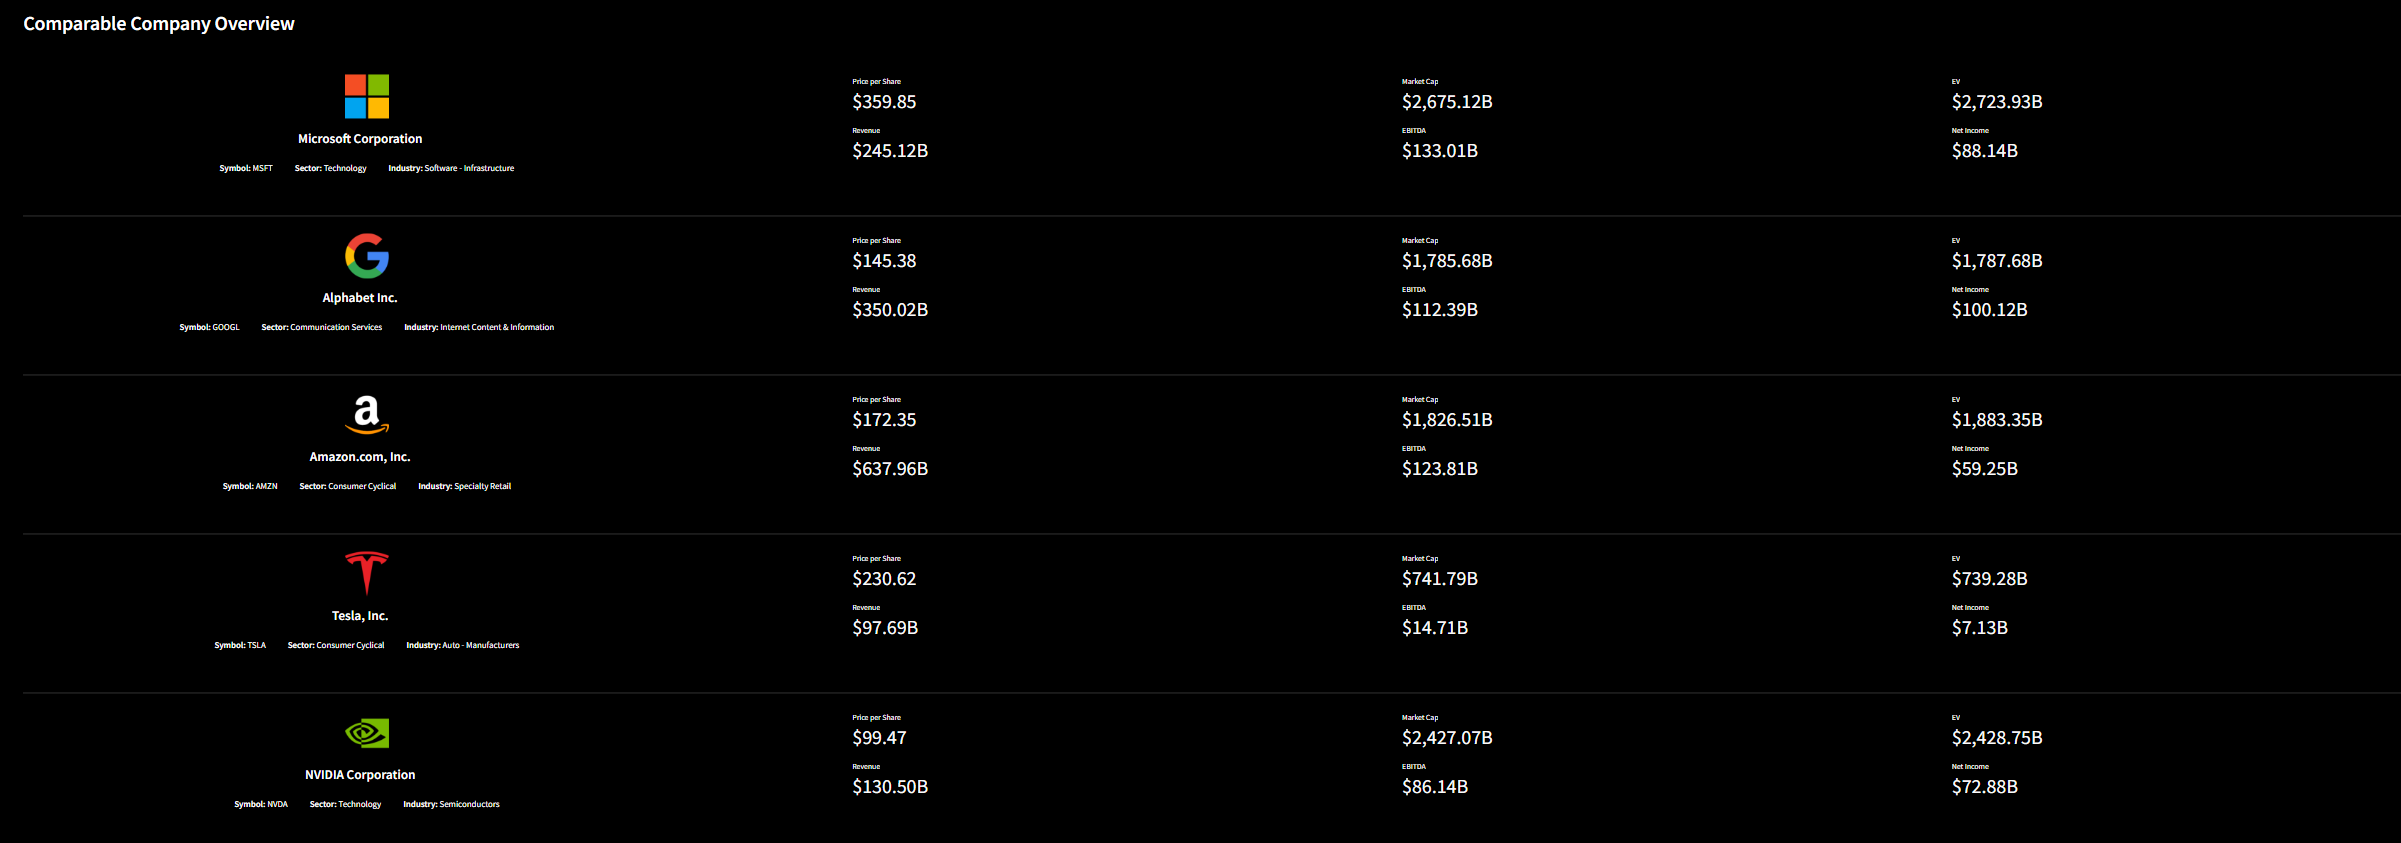 Comparable Company Overview
Price per Share Market Cap EV
$359.85 $2,675.12B $2,723.93B
Microsoft Corporation
Revenue EBITDA Net Income
$245.12B $133.01B $88.14B
Symbol: MSFT Sector: Technology Industry: Software - Infrastructure
Price per Share Market Cap EV
$145.38 $1,785.68B $1,787.68B
Alphabet Inc.
Revenue EBITDA Net Income
$350.02B $112.39B $100.12B
Symbol: GOOGL Sector: Communication Services Industry: Internet Content & Information
a
Price per Share Market Cap EV
$172.35 $1,826.51B $1,883.35B
Amazon.com, Inc.
Revenue EBITDA Net Income
$637.96B $123.81B $59.25B
Symbol: AMZN Sector: Consumer Cyclical Industry: Specialty Retail
Price per Share Market Cap EV
$230.62 $741.79B $739.28B
Tesla, Inc.
Revenue EBITDA Net Income
$97.69B $14.71B $7.13B
Symbol: TSLA Sector: Consumer Cyclical Industry: Auto - Manufacturers
Price per Share Market Cap EV
$99.47 $2,427.07B $2,428.75B
NVIDIA Corporation
Revenue EBITDA Net Income
$130.50B $86.14B $72.88B
Symbol: NVDA Sector: Technology Industry: Semiconductors